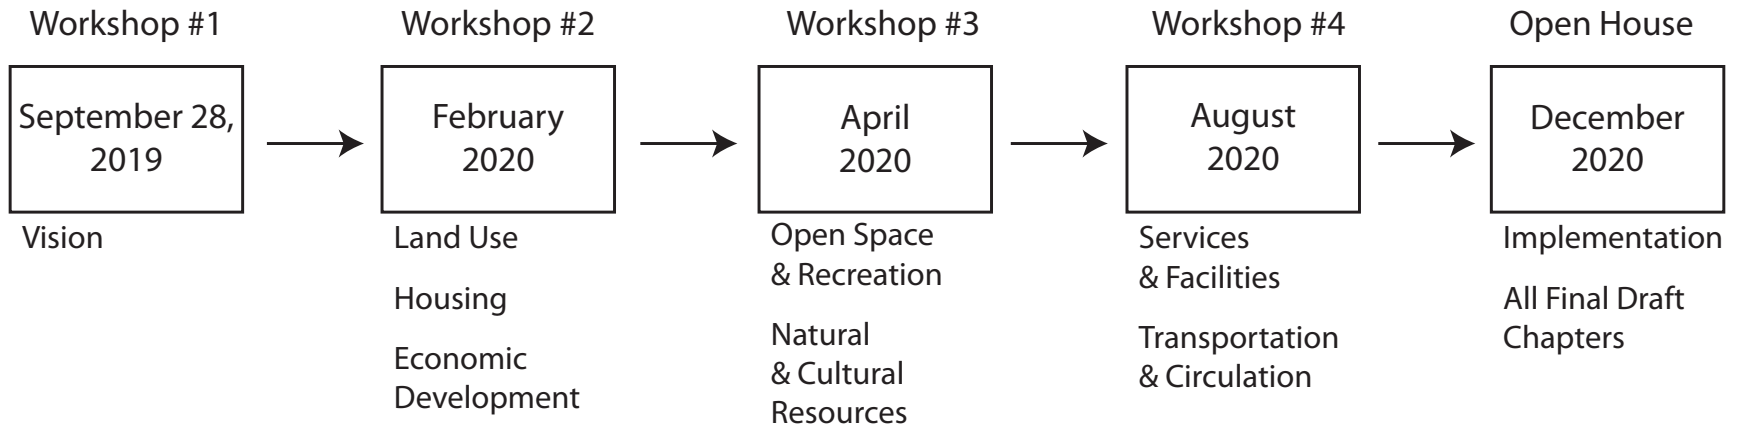 Workshop #1
September 28,
2019
Vision
Workshop #2
February
2020
Land Use
Housing
Economic
Development
Workshop #3
April
2020
Open Space
& Recreation
Natural
& Cultural
Resources
Workshop #4
August
2020
Services
& Facilities
Transportation
& Circulation
Open House
December
2020
Implementation
All Final Draft
Chapters